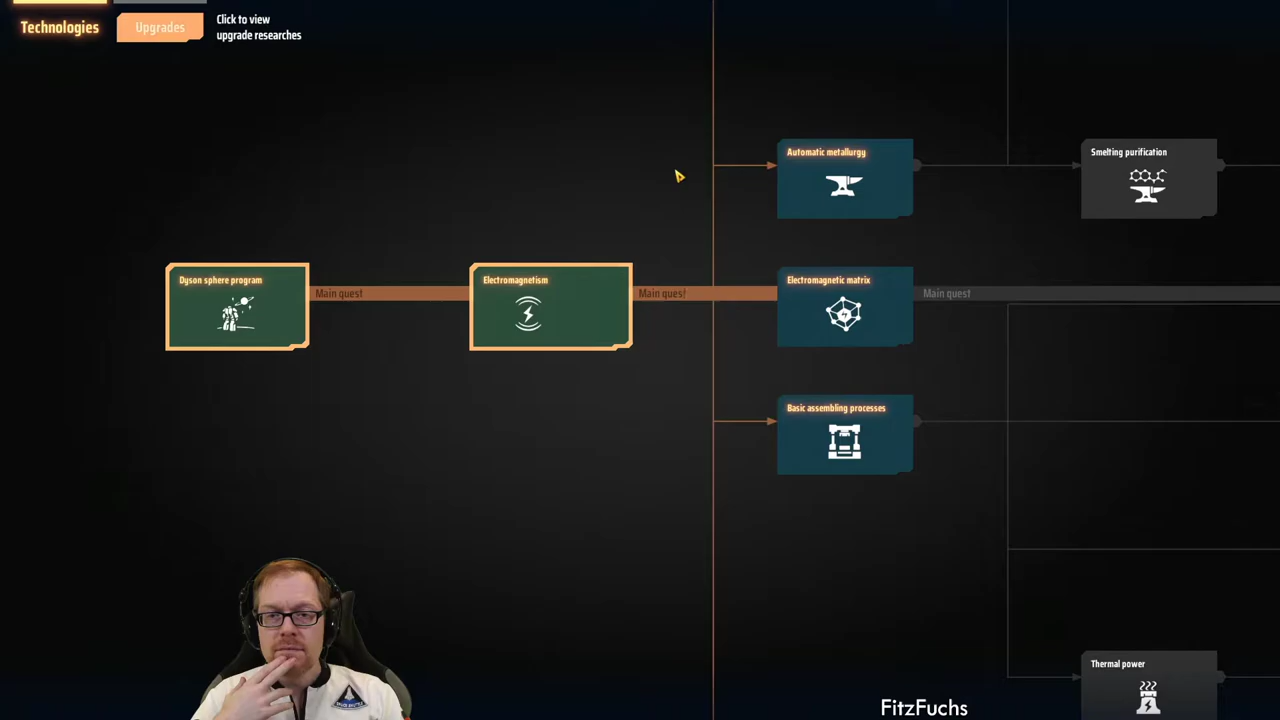 Technologies
Upgrades
Click to view
upgrade researches
Automatic metallurgy
Smelting purification
Dyson sphere program
Main quest
Electromagnetism
Main quest
Electromagnetic matrix
Main quest
Basic assembling processes
Thermal power
FitzFuchs